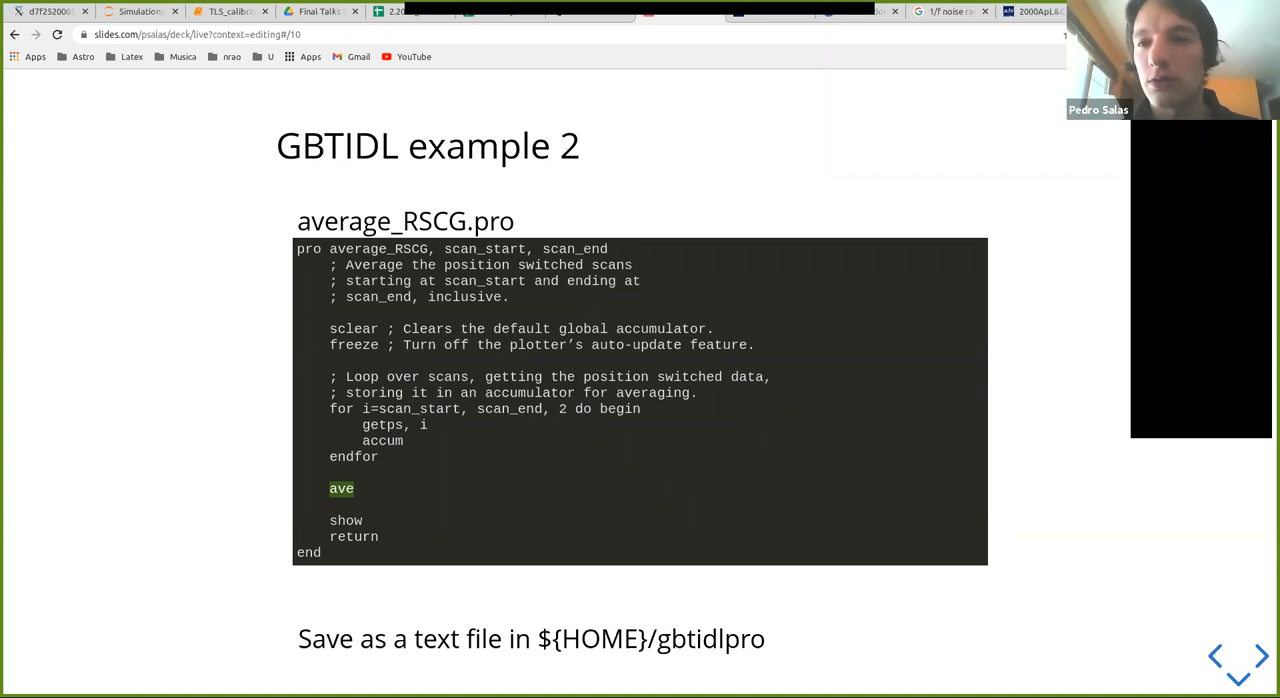 d7f252000
Simulation
TLS_calibra
Final Talks
2.20
1/f noise ra
2000ApL&C
slides.com/psalas/deck/live?context=editing#/10
Apps
Astro
Latex
Musica
nrao
U
Apps
Gmail
YouTube
Pedro Salas
GBTIDL example 2
average_RSCG.pro
pro average_RSCG, scan_start, scan_end
; Average the position switched scans
; starting at scan_start and ending at
; scan_end, inclusive.
sclear ; Clears the default global accumulator.
freeze ; Turn off the plotter’s auto-update feature.
; Loop over scans, getting the position switched data,
; storing it in an accumulator for averaging.
for i=scan_start, scan_end, 2 do begin
getps, i
accum
endfor
ave
show
return
end
Save as a text file in ${HOME}/gbtidlpro